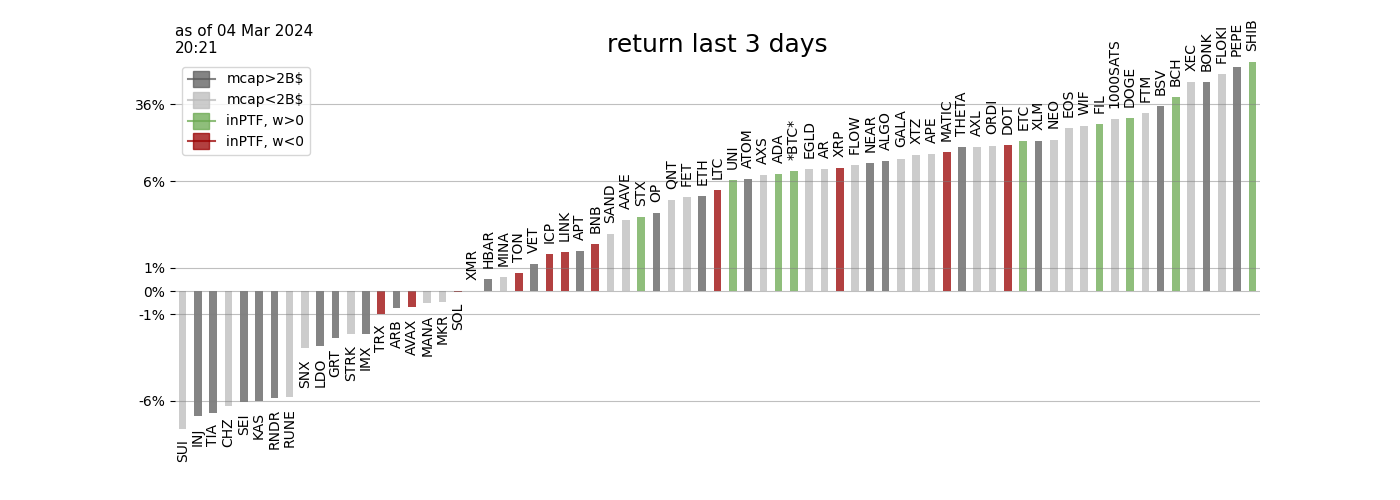 as of 04 Mar 2024
20:21
return last 3 days
mcap>2B$
mcap<2B$
inPTF, w>0
inPTF, w<0
36%
6%
1%
0%
-1%
-6%
SUI
INJ
TIA
CHZ
SEI
KAS
RNDR
RUNE
SNX
LDO
GRT
STRK
IMX
TRX
ARB
AVAX
MANA
MKR
SOL
XMR
HBAR
MINA
TON
VET
ICP
LINK
APT
BNB
SAND
AAVE
STX
OP
QNT
FET
ETH
LTC
UNI
ATOM
AXS
ADA
*BTC*
EGLD
AR
XRP
FLOW
NEAR
ALGO
GALA
XTZ
APE
MATIC
THETA
AXL
ORDI
DOT
ETC
XLM
NEO
EOS
WIF
FIL
1000SATS
DOGE
FTM
BSV
BCH
XEC
BONK
FLOKI
PEPE
SHIB